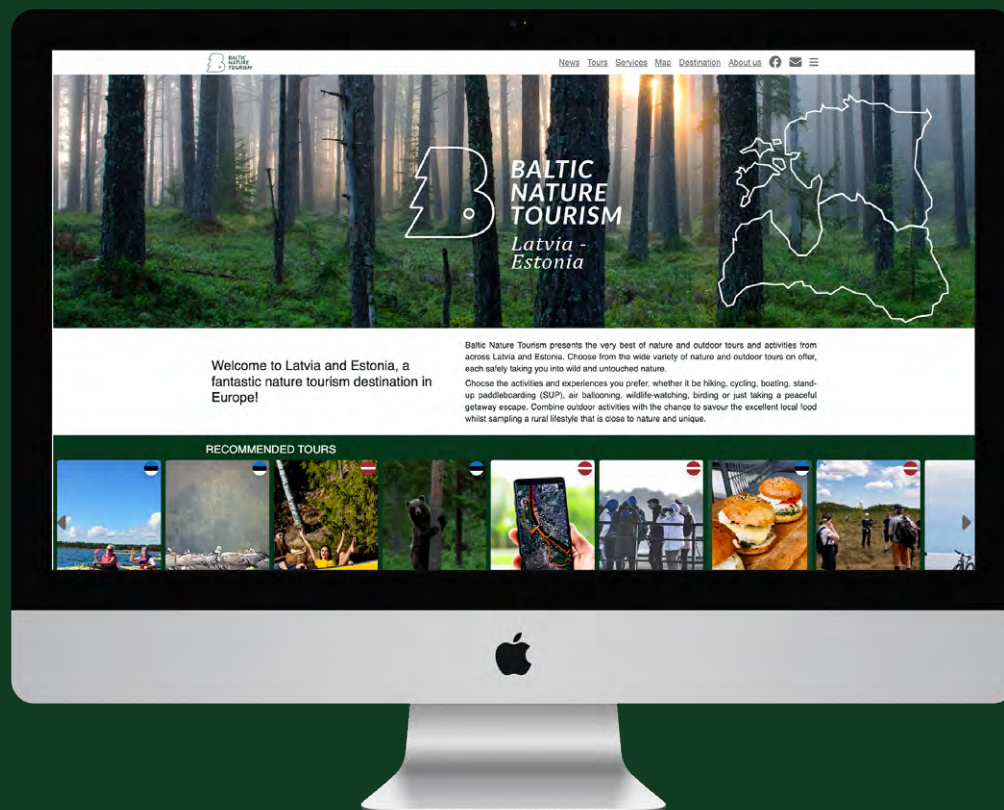 BALTIC
NATURE
TOURISM
News Tours Services Map Destination About us
BALTIC
NATURE
TOURISM
Latvia -
Estonia
Welcome to Latvia and Estonia, a
fantastic nature tourism destination in
Europe!
Baltic Nature Tourism presents the very best of nature and outdoor tours and activities from
across Latvia and Estonia. Choose from the wide variety of nature and outdoor tours on offer,
each safely taking you into wild and untouched nature.
Choose the activities and experiences you prefer, whether it be hiking, cycling, boating, stand-
up paddleboarding (SUP), air ballooning, wildlife-watching, birding or just taking a peaceful
getaway escape. Combine outdoor activities with the chance to savour the excellent local food
whilst sampling a rural lifestyle that is close to nature and unique.
RECOMMENDED TOURS